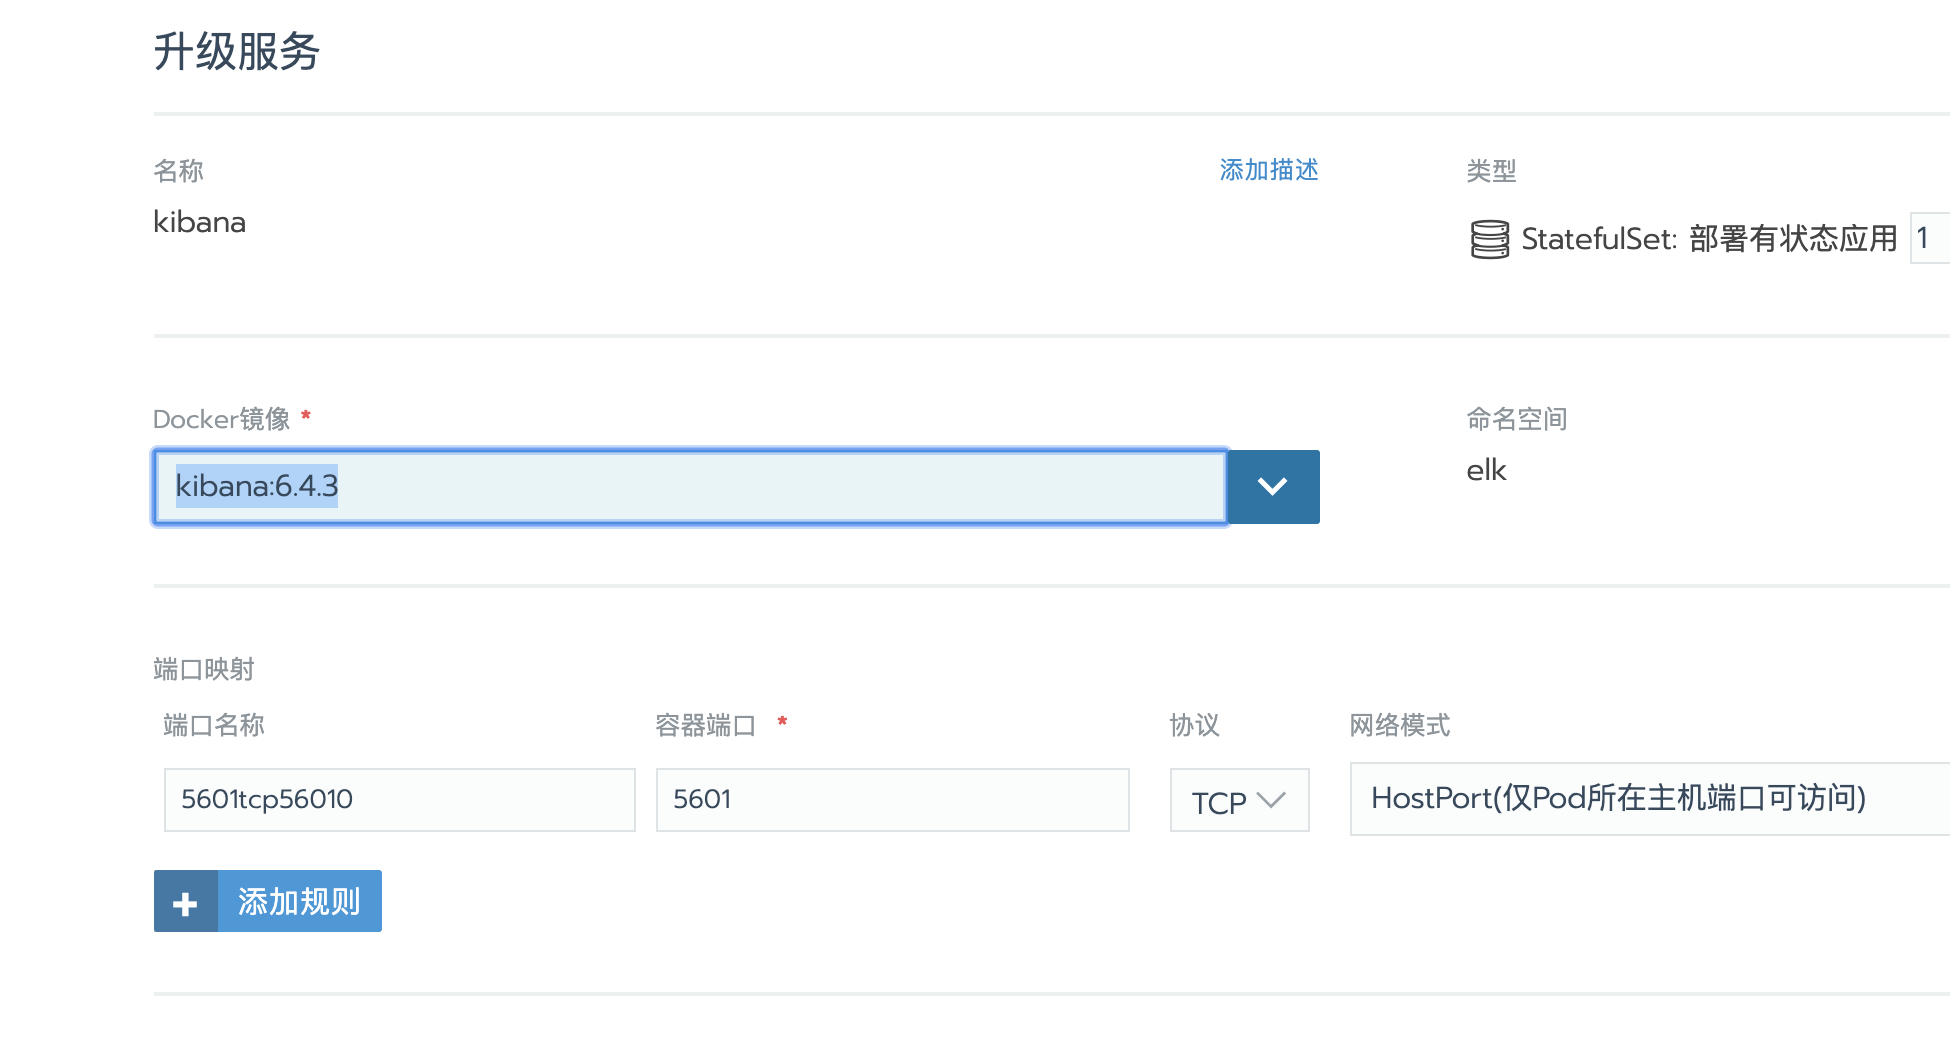 升级服务
名称 添加描述 类型
kibana
StatefulSet: 部署有状态应用 1
Docker镜像 * 命名空间
kibana:6.4.3 elk
端口映射
端口名称 容器端口 * 协议 网络模式
5601tcp56010 5601 TCP HostPort(仅Pod所在主机端口可访问)
添加规则